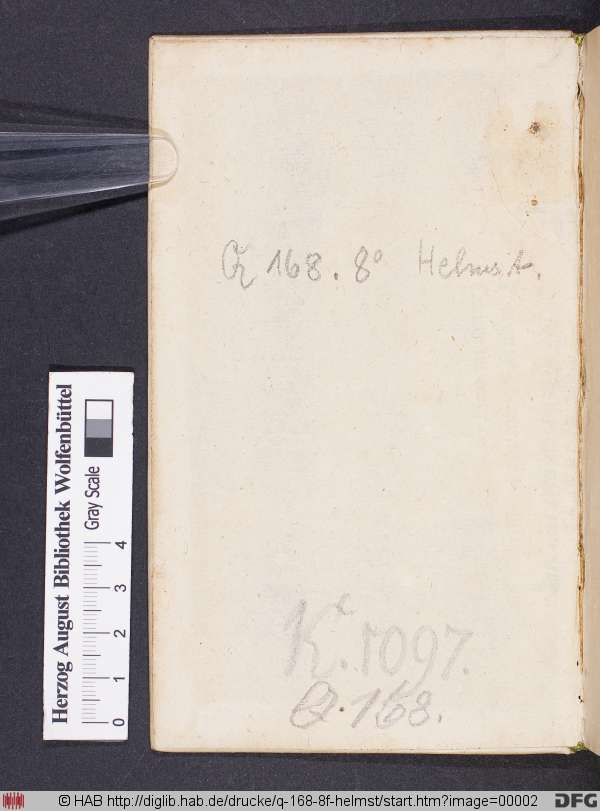 Q 168. 8° Helmst.
Herzog August Bibliothek Wolfenbüttel
Gray Scale
0 1 2 3 4
K. 1097.
Q. 168.
© HAB http://diglib.hab.de/drucke/q-168-8f-helmst/start.htm?image=00002
DFG